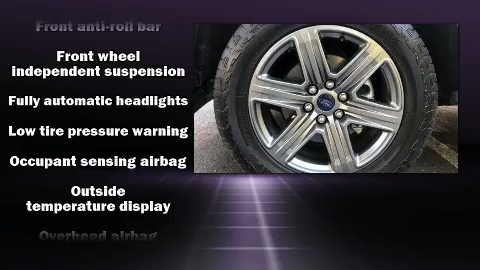 Front anti-roll bar
Front wheel
independent suspension
Fully automatic headlights
Low tire pressure warning
Occupant sensing airbag
Outside
temperature display
Overhead airbag
Ford